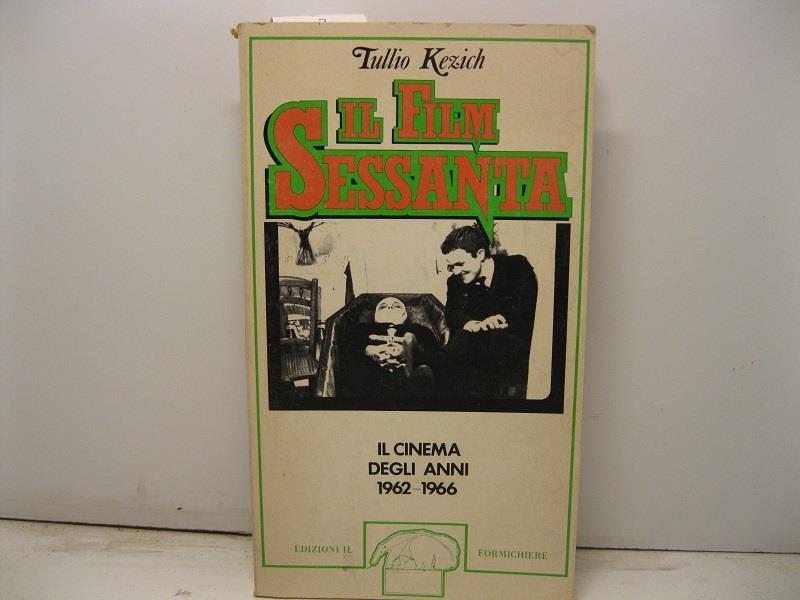 Tullio Kezich
IL FILM
SESSANTA
IL CINEMA
DEGLI ANNI
1962-1966
EDIZIONI IL FORMICHIERE